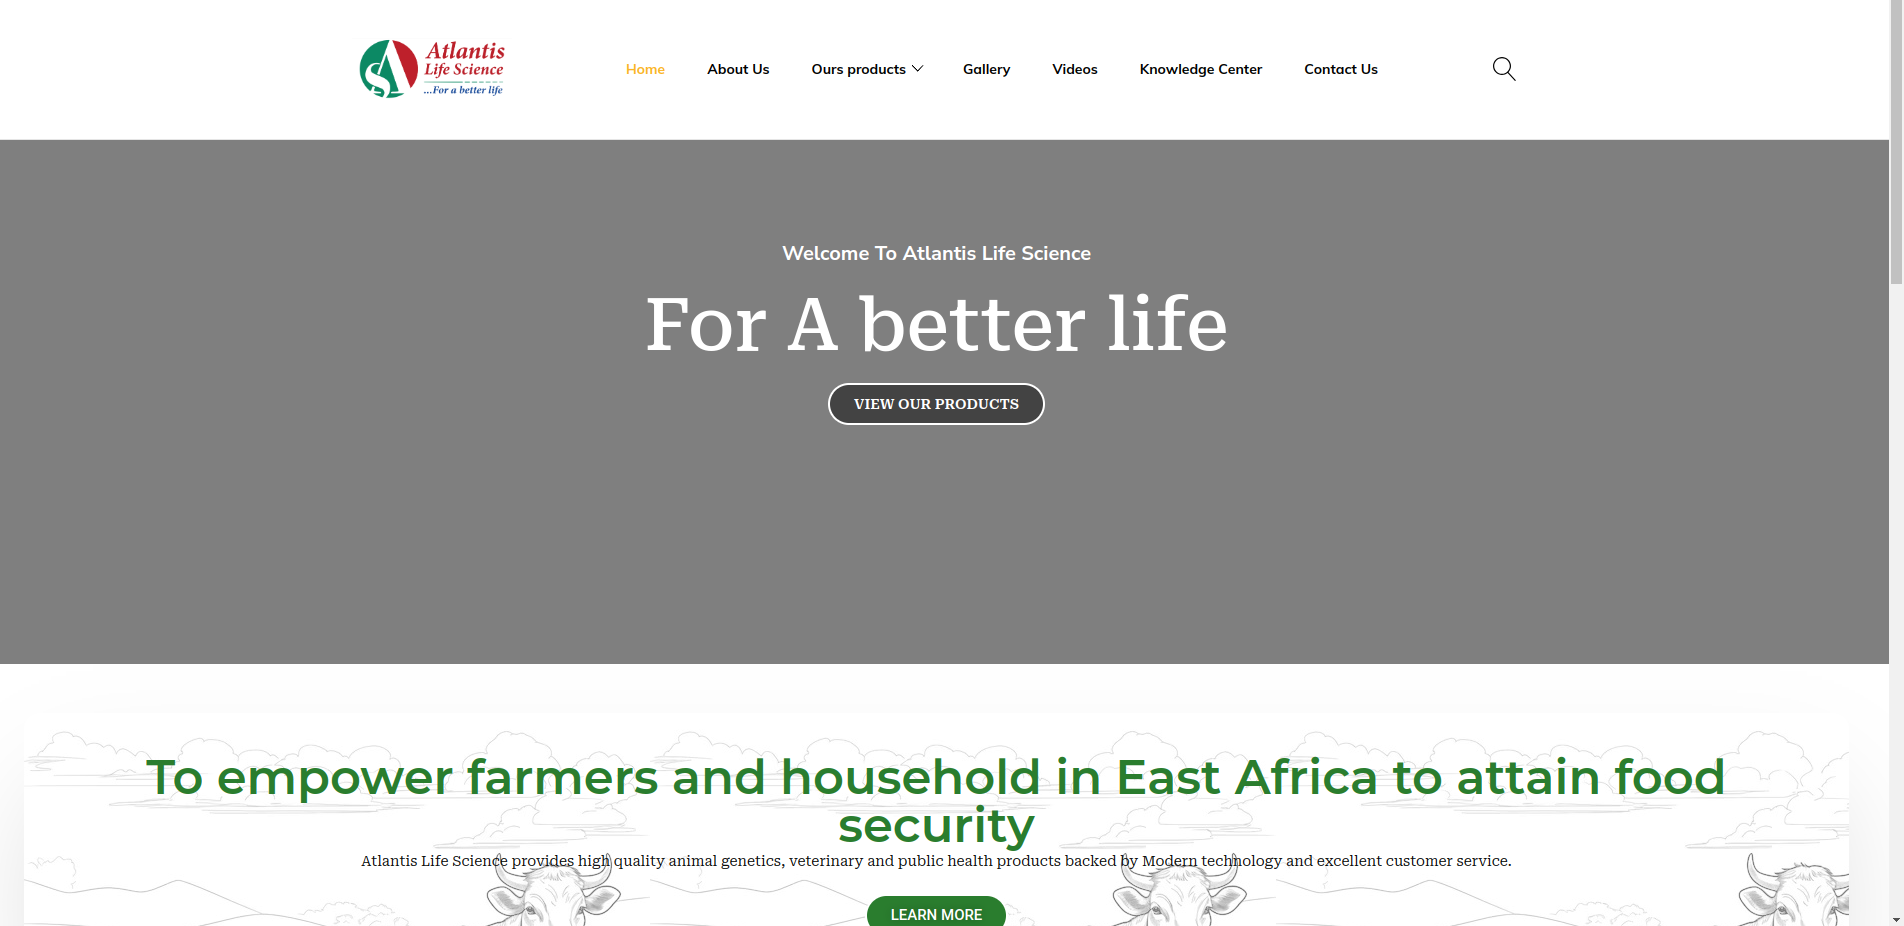 Atlantis
Life Science
...For a better life
Home
About Us
Ours products
Gallery
Videos
Knowledge Center
Contact Us
Welcome To Atlantis Life Science
For A better life
VIEW OUR PRODUCTS
To empower farmers and household in East Africa to attain food
security
Atlantis Life Science provides high quality animal genetics, veterinary and public health products backed by Modern technology and excellent customer service.
LEARN MORE